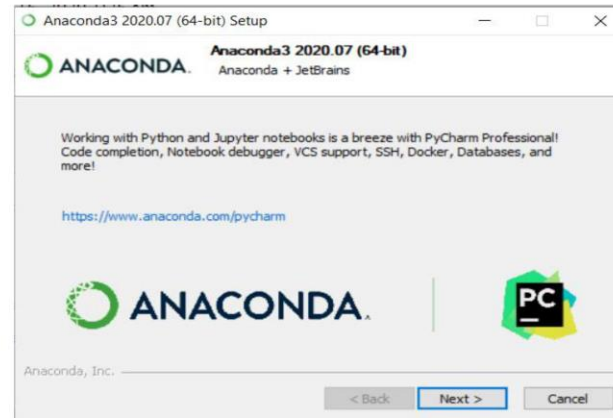 Anaconda3 2020.07 (64-bit) Setup
Anaconda3 2020.07 (64-bit)
ANACONDA.
Anaconda + JetBrains
Working with Python and Jupyter notebooks is a breeze with PyCharm Professional!
Code completion, Notebook debugger, VCS support, SSH, Docker, Databases, and
more!
https://www.anaconda.com/pycharm
ANACONDA.
PC
Anaconda, Inc.
< Back Next > Cancel